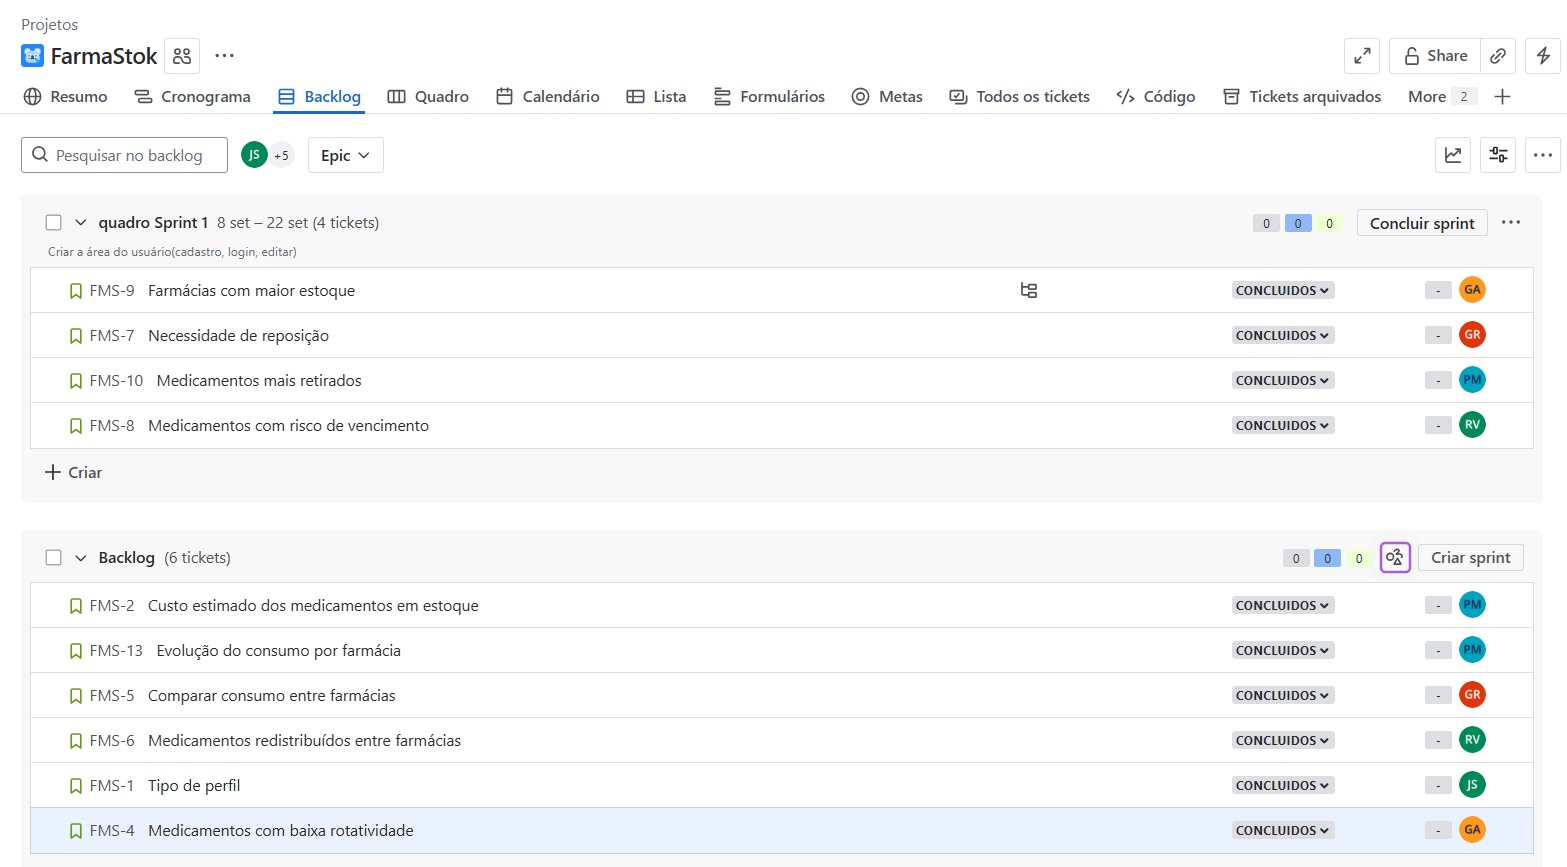 Projetos
FarmaStok
Share
Resumo Cronograma Backlog Quadro Calendário Lista Formulários Metas Todos os tickets Código Tickets arquivados More 2
Pesquisar no backlog JS +5 Epic
quadro Sprint 1 8 set – 22 set (4 tickets) 0 0 0 Concluir sprint
Criar a área do usuário(cadastro, login, editar)
FMS-9 Farmácias com maior estoque CONCLUIDOS - GA
FMS-7 Necessidade de reposição CONCLUIDOS - GR
FMS-10 Medicamentos mais retirados CONCLUIDOS - PM
FMS-8 Medicamentos com risco de vencimento CONCLUIDOS - RV
Criar
Backlog (6 tickets) 0 0 0 Criar sprint
FMS-2 Custo estimado dos medicamentos em estoque CONCLUIDOS - PM
FMS-13 Evolução do consumo por farmácia CONCLUIDOS - PM
FMS-5 Comparar consumo entre farmácias CONCLUIDOS - GR
FMS-6 Medicamentos redistribuídos entre farmácias CONCLUIDOS - RV
FMS-1 Tipo de perfil CONCLUIDOS - JS
FMS-4 Medicamentos com baixa rotatividade CONCLUIDOS - GA